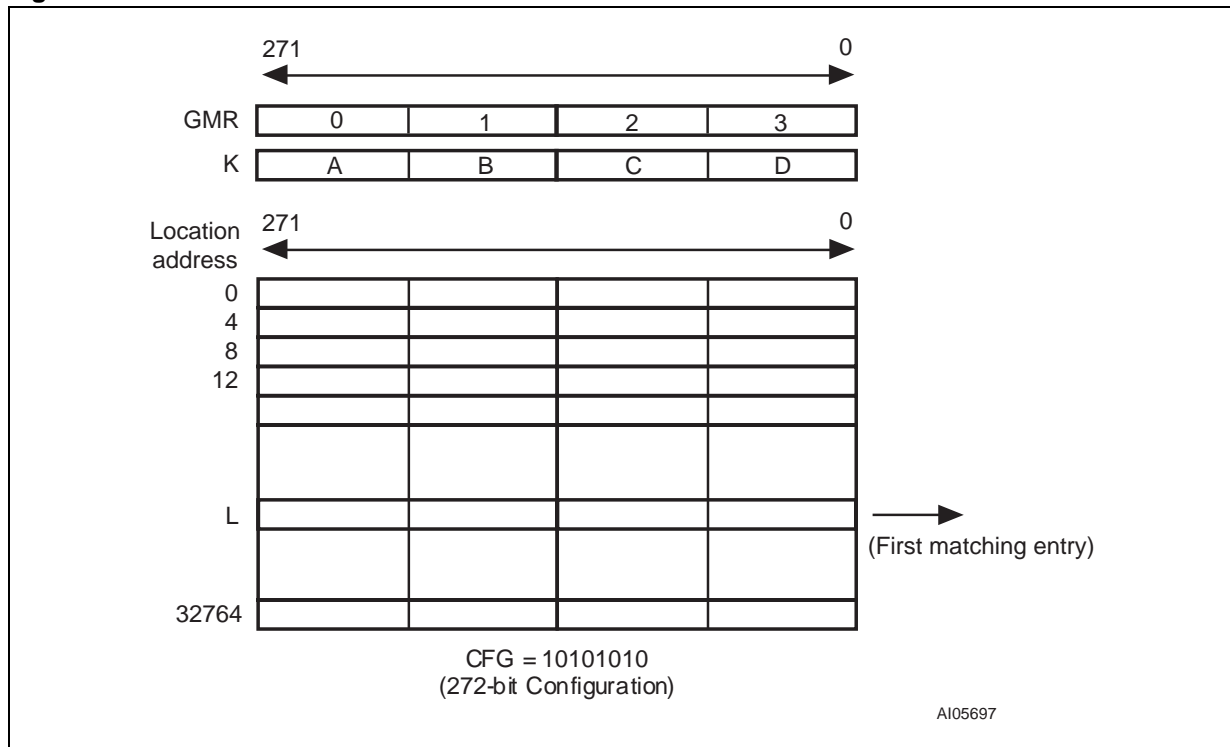 271 0
GMR 0 1 2 3
K A B C D
Location address
271 0
0
4
8
12
L
(First matching entry)
32764
CFG = 10101010
(272-bit Configuration)
AI05697